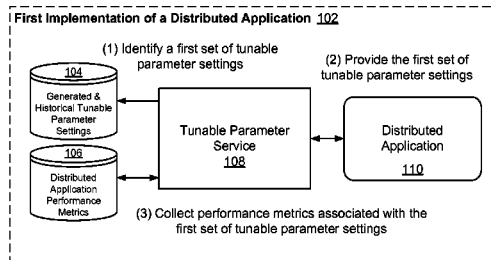 First Implementation of a Distributed Application 102
(1) Identify a first set of tunable
parameter settings
(2) Provide the first set of
tunable parameter settings
104
Generated &
Historical Tunable
Parameter
Settings
106
Distributed
Application
Performance
Metrics
Tunable Parameter
Service
108
Distributed
Application
110
(3) Collect performance metrics associated with the
first set of tunable parameter settings